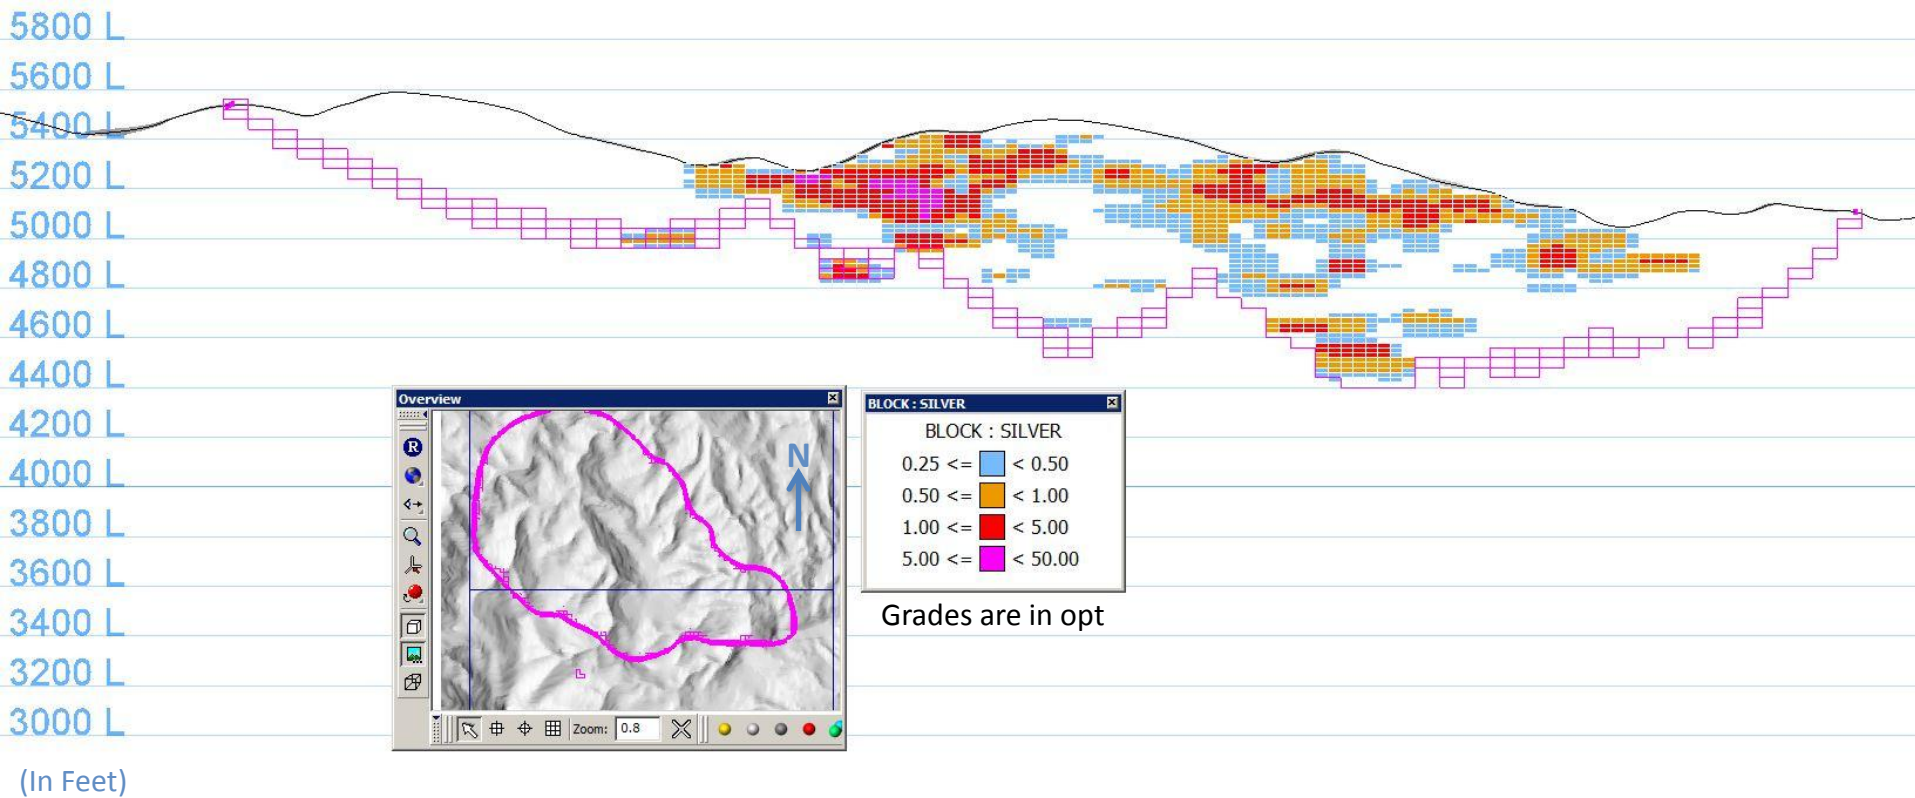 5800 L
5600 L
5400 L
5200 L
5000 L
4800 L
4600 L
4400 L
4200 L
4000 L
3800 L
3600 L
3400 L
3200 L
3000 L
(In Feet)
Overview
R
N
Zoom: 0.8
BLOCK : SILVER
BLOCK : SILVER
0.25 <= < 0.50
0.50 <= < 1.00
1.00 <= < 5.00
5.00 <= < 50.00
Grades are in opt